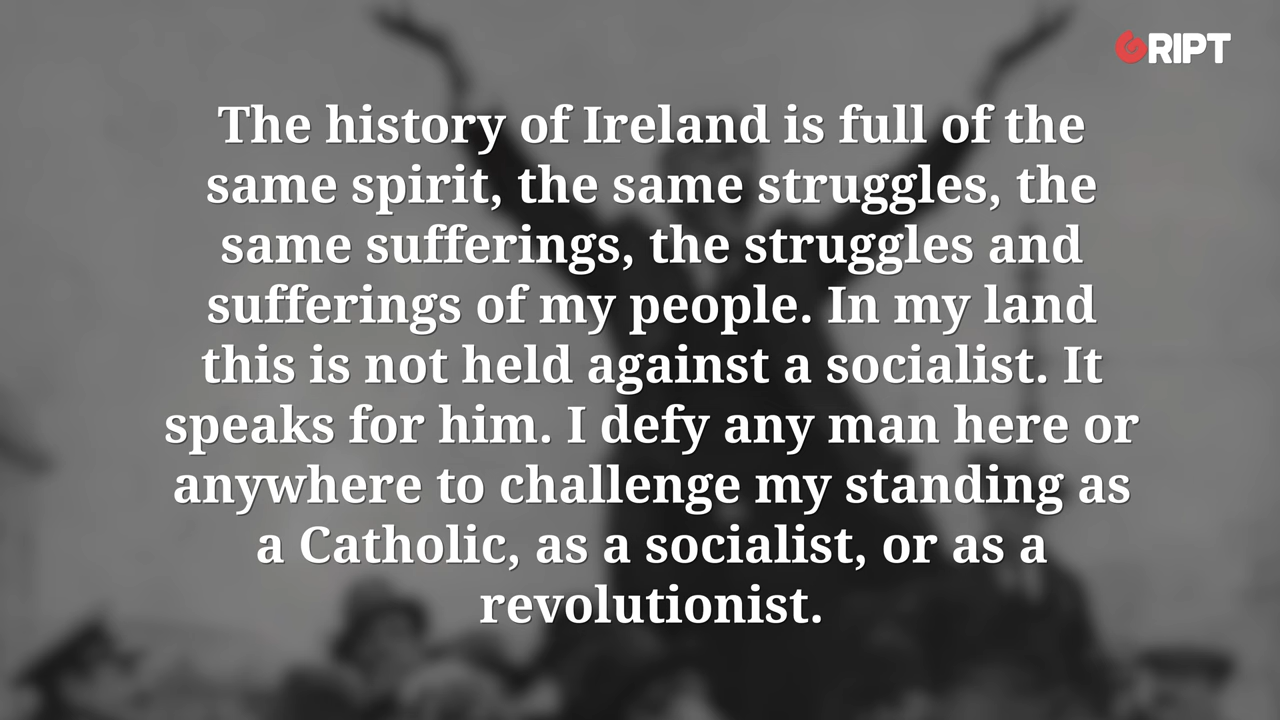 GRIPT
The history of Ireland is full of the
same spirit, the same struggles, the
same sufferings, the struggles and
sufferings of my people. In my land
this is not held against a socialist. It
speaks for him. I defy any man here or
anywhere to challenge my standing as
a Catholic, as a socialist, or as a
revolutionist.